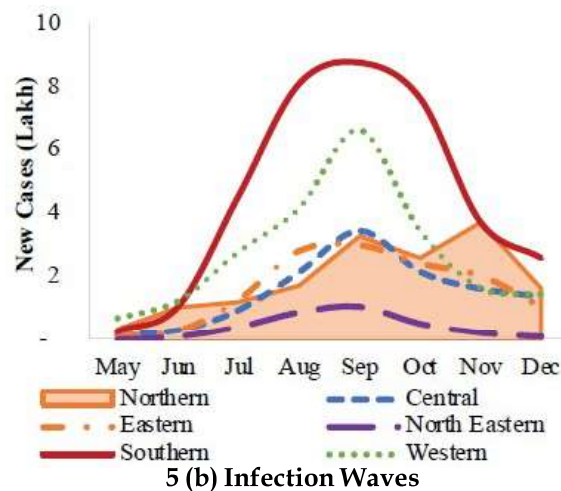 10
8
6
4
2
-
New Cases (Lakh)
May Jun Jul Aug Sep Oct Nov Dec
Northern Central
Eastern North Eastern
Southern Western
5 (b) Infection Waves